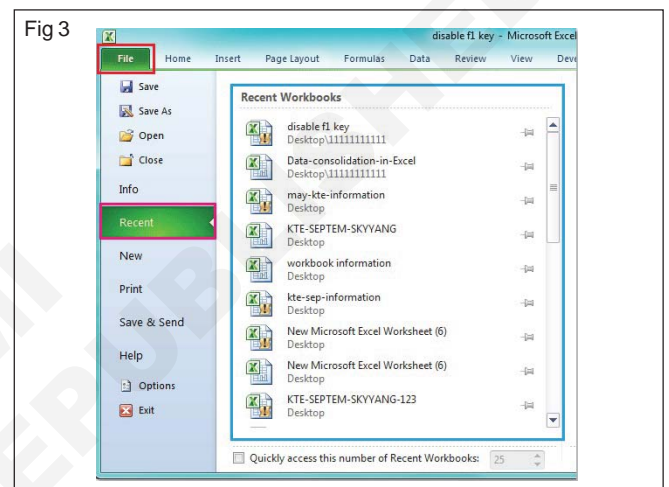 Fig 3
disable f1 key - Microsoft Excel
File Home Insert Page Layout Formulas Data Review View Deve
Save
Save As
Open
Close
Info
Recent
New
Print
Save & Send
Help
Options
Exit
Recent Workbooks
disable f1 key
Desktop\11111111111
Data-consolidation-in-Excel
Desktop\11111111111
may-kte-information
Desktop
KTE-SEPTEM-SKYYANG
Desktop
workbook information
Desktop
kte-sep-information
Desktop
New Microsoft Excel Worksheet (6)
Desktop
New Microsoft Excel Worksheet (6)
Desktop
KTE-SEPTEM-SKYYANG-123
Desktop
Quickly access this number of Recent Workbooks: 25